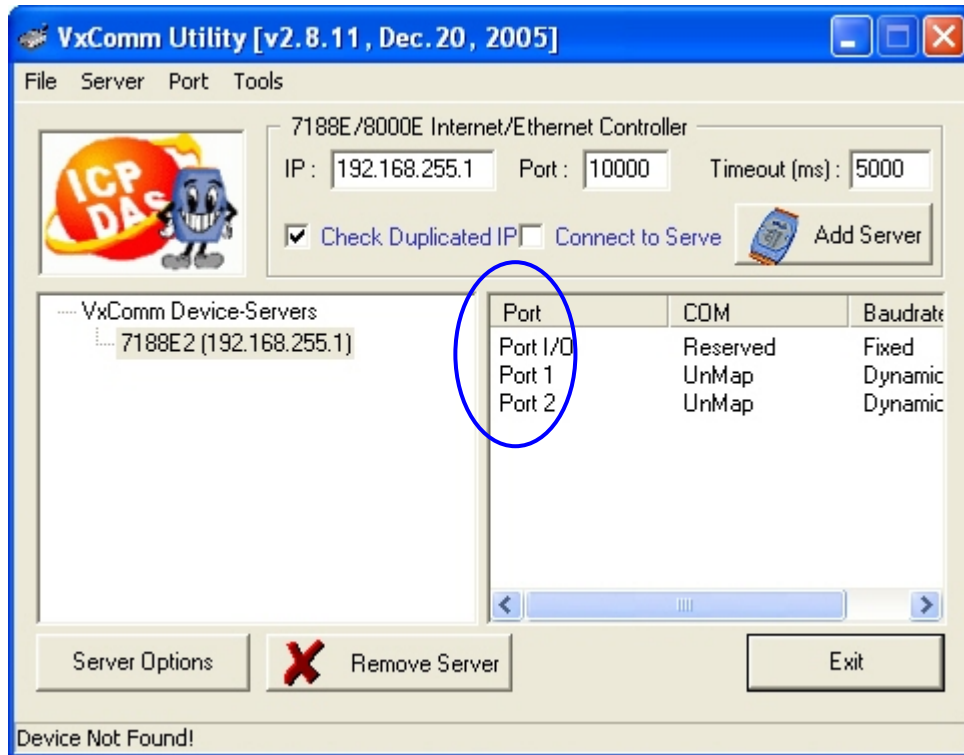 VxComm Utility [v2.8.11, Dec.20, 2005]
File Server Port Tools
ICP DAS
7188E/8000E Internet/Ethernet Controller
IP : 192.168.255.1 Port : 10000 Timeout (ms) : 5000
Check Duplicated IP Connect to Serve Add Server
VxComm Device-Servers
7188E2 (192.168.255.1)
Port COM Baudrate
Port I/O Reserved Fixed
Port 1 UnMap Dynamic
Port 2 UnMap Dynamic
Server Options Remove Server Exit
Device Not Found!